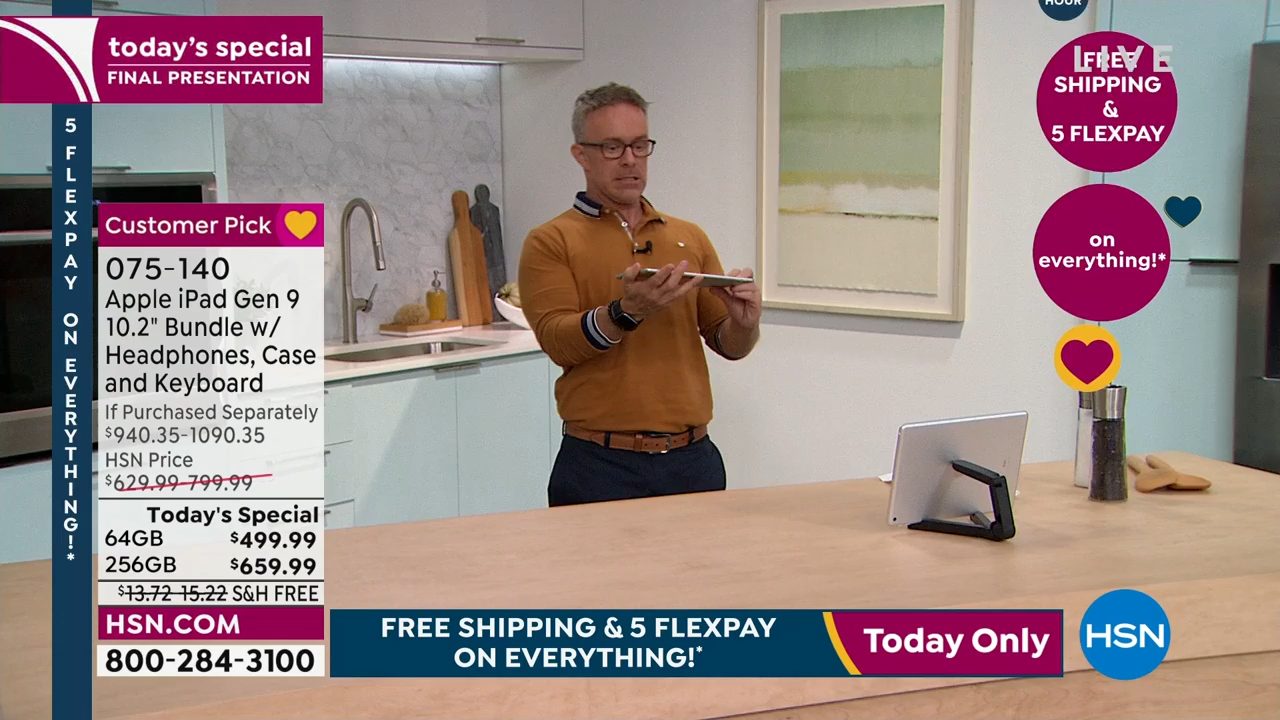 today's special
FINAL PRESENTATION
5 FLEXPAY ON EVERYTHING!*
Customer Pick
075-140
Apple iPad Gen 9
10.2" Bundle w/
Headphones, Case
and Keyboard
If Purchased Separately
$940.35-1090.35
HSN Price
$629.99-799.99
Today's Special
64GB $499.99
256GB $659.99
$13.72-15.22 S&H FREE
HSN.COM
800-284-3100
HOUR
LIVE
FREE
SHIPPING
&
5 FLEXPAY
on
everything!*
FREE SHIPPING & 5 FLEXPAY
ON EVERYTHING!*
Today Only
HSN